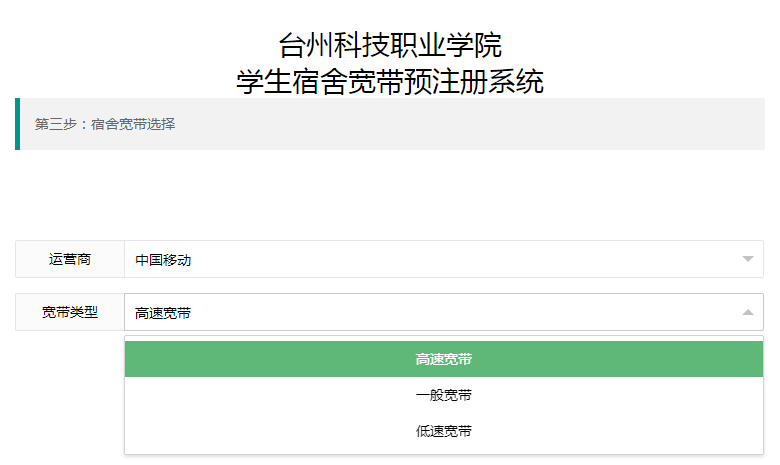 台州科技职业学院
学生宿舍宽带预注册系统
第三步：宿舍宽带选择
运营商 中国移动
宽带类型 高速宽带
高速宽带
一般宽带
低速宽带